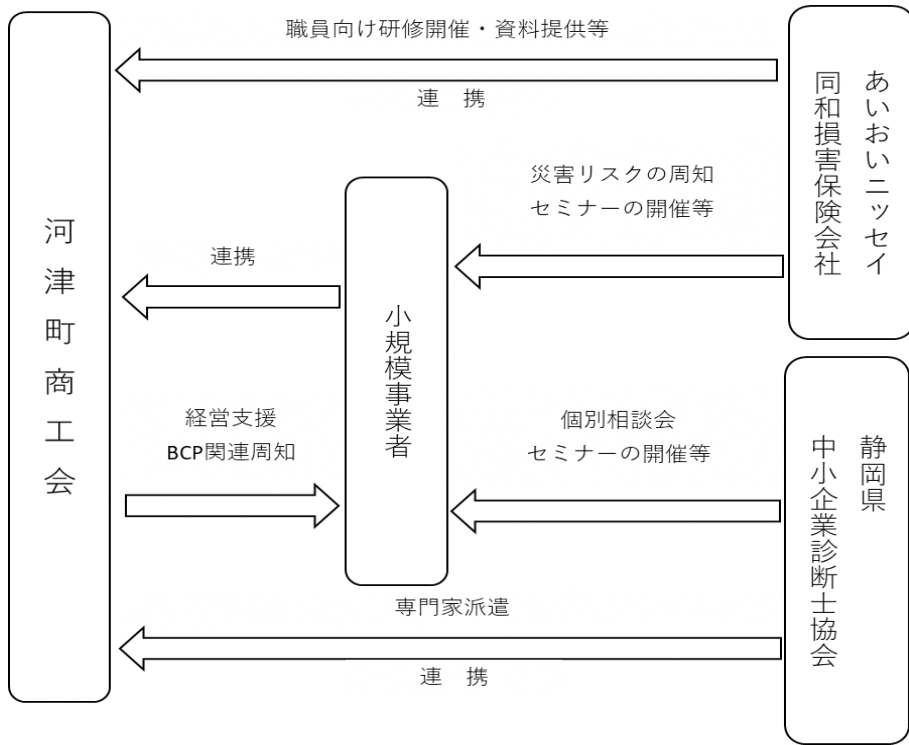 職員向け研修開催・資料提供等
連 携
河津町商工会
あいおいニッセイ
同和損害保険会社
災害リスクの周知
セミナーの開催等
連携
小規模事業者
経営支援
BCP関連周知
個別相談会
セミナーの開催等
静岡県
中小企業診断士協会
専門家派遣
連 携